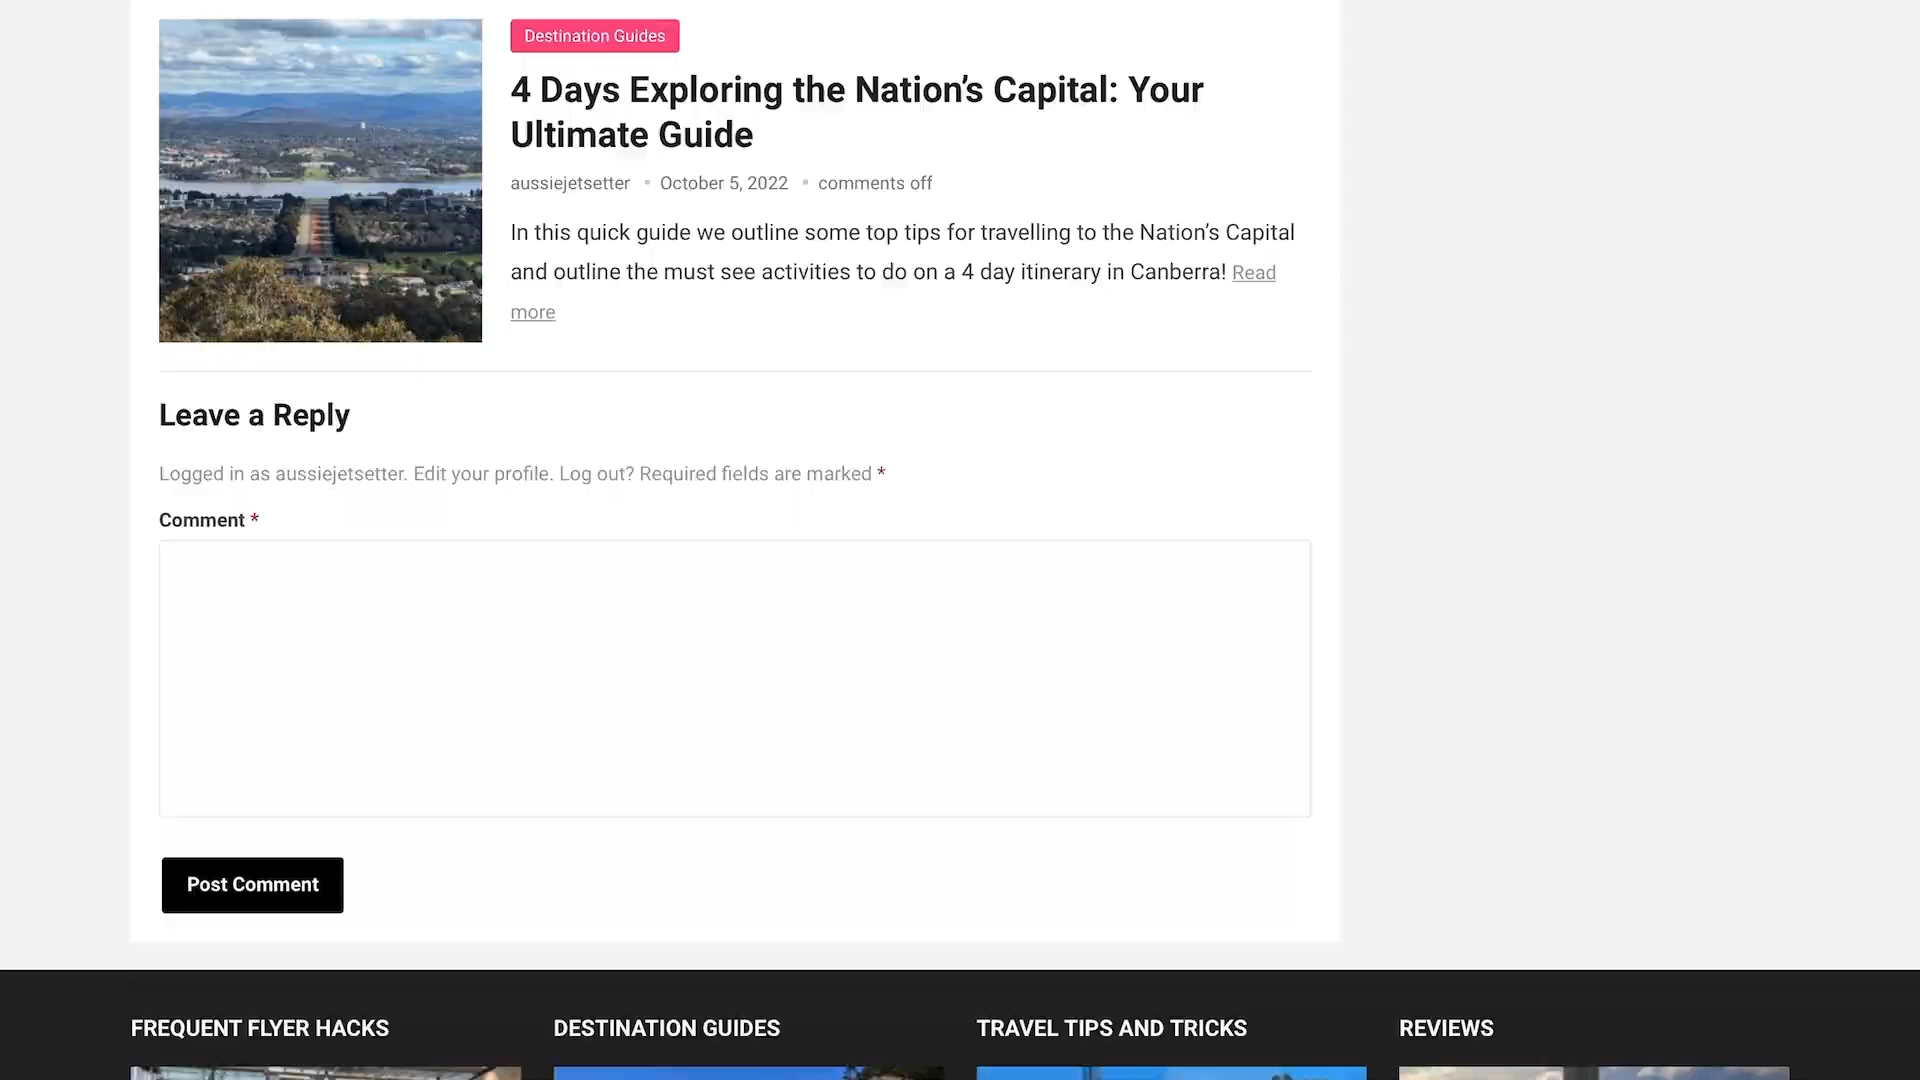 Destination Guides
4 Days Exploring the Nation’s Capital: Your
Ultimate Guide
aussiejetsetter • October 5, 2022 • comments off
In this quick guide we outline some top tips for travelling to the Nation’s Capital
and outline the must see activities to do on a 4 day itinerary in Canberra! Read
more
Leave a Reply
Logged in as aussiejetsetter. Edit your profile. Log out? Required fields are marked *
Comment *
Post Comment
FREQUENT FLYER HACKS
DESTINATION GUIDES
TRAVEL TIPS AND TRICKS
REVIEWS